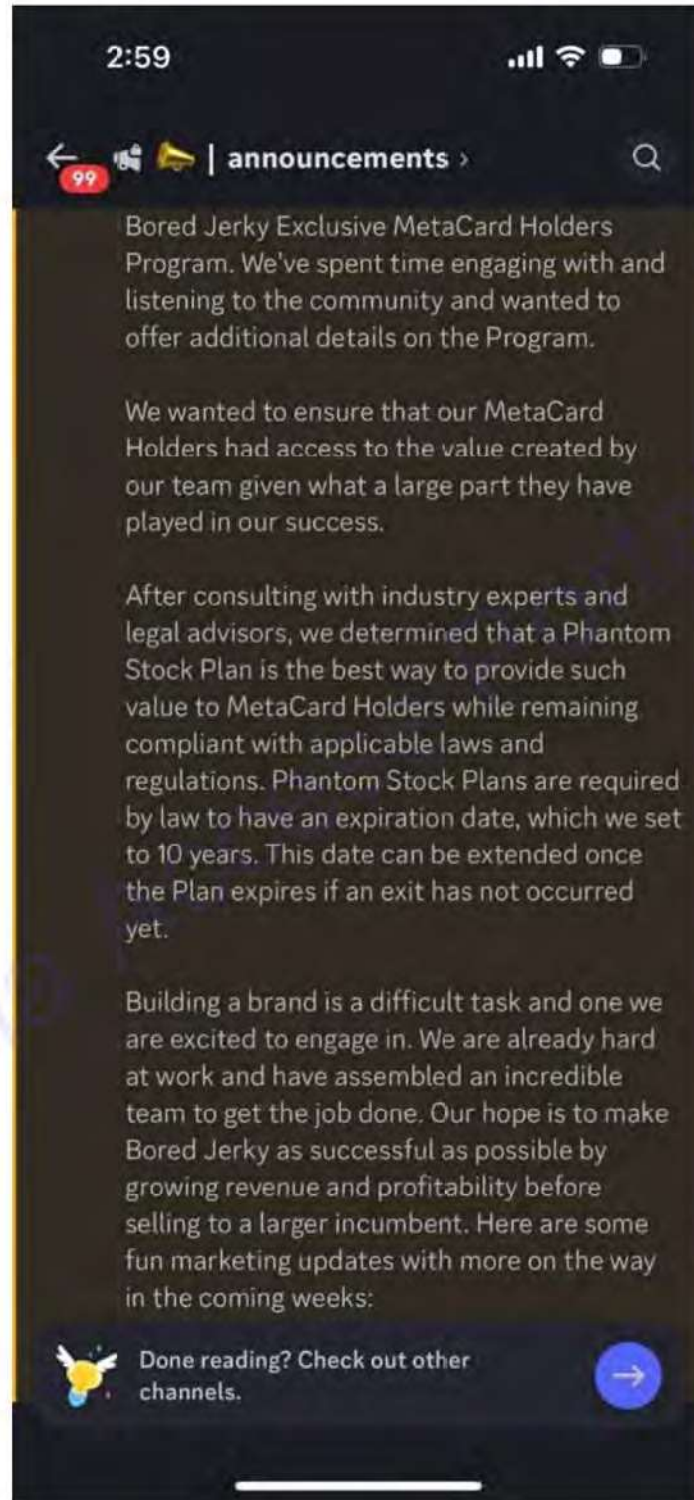 2:59
99
| announcements >
Bored Jerky Exclusive MetaCard Holders
Program. We've spent time engaging with and
listening to the community and wanted to
offer additional details on the Program.
We wanted to ensure that our MetaCard
Holders had access to the value created by
our team given what a large part they have
played in our success.
After consulting with industry experts and
legal advisors, we determined that a Phantom
Stock Plan is the best way to provide such
value to MetaCard Holders while remaining
compliant with applicable laws and
regulations. Phantom Stock Plans are required
by law to have an expiration date, which we set
to 10 years. This date can be extended once
the Plan expires if an exit has not occurred
yet.
Building a brand is a difficult task and one we
are excited to engage in. We are already hard
at work and have assembled an incredible
team to get the job done. Our hope is to make
Bored Jerky as successful as possible by
growing revenue and profitability before
selling to a larger incumbent. Here are some
fun marketing updates with more on the way
in the coming weeks:
Done reading? Check out other
channels.